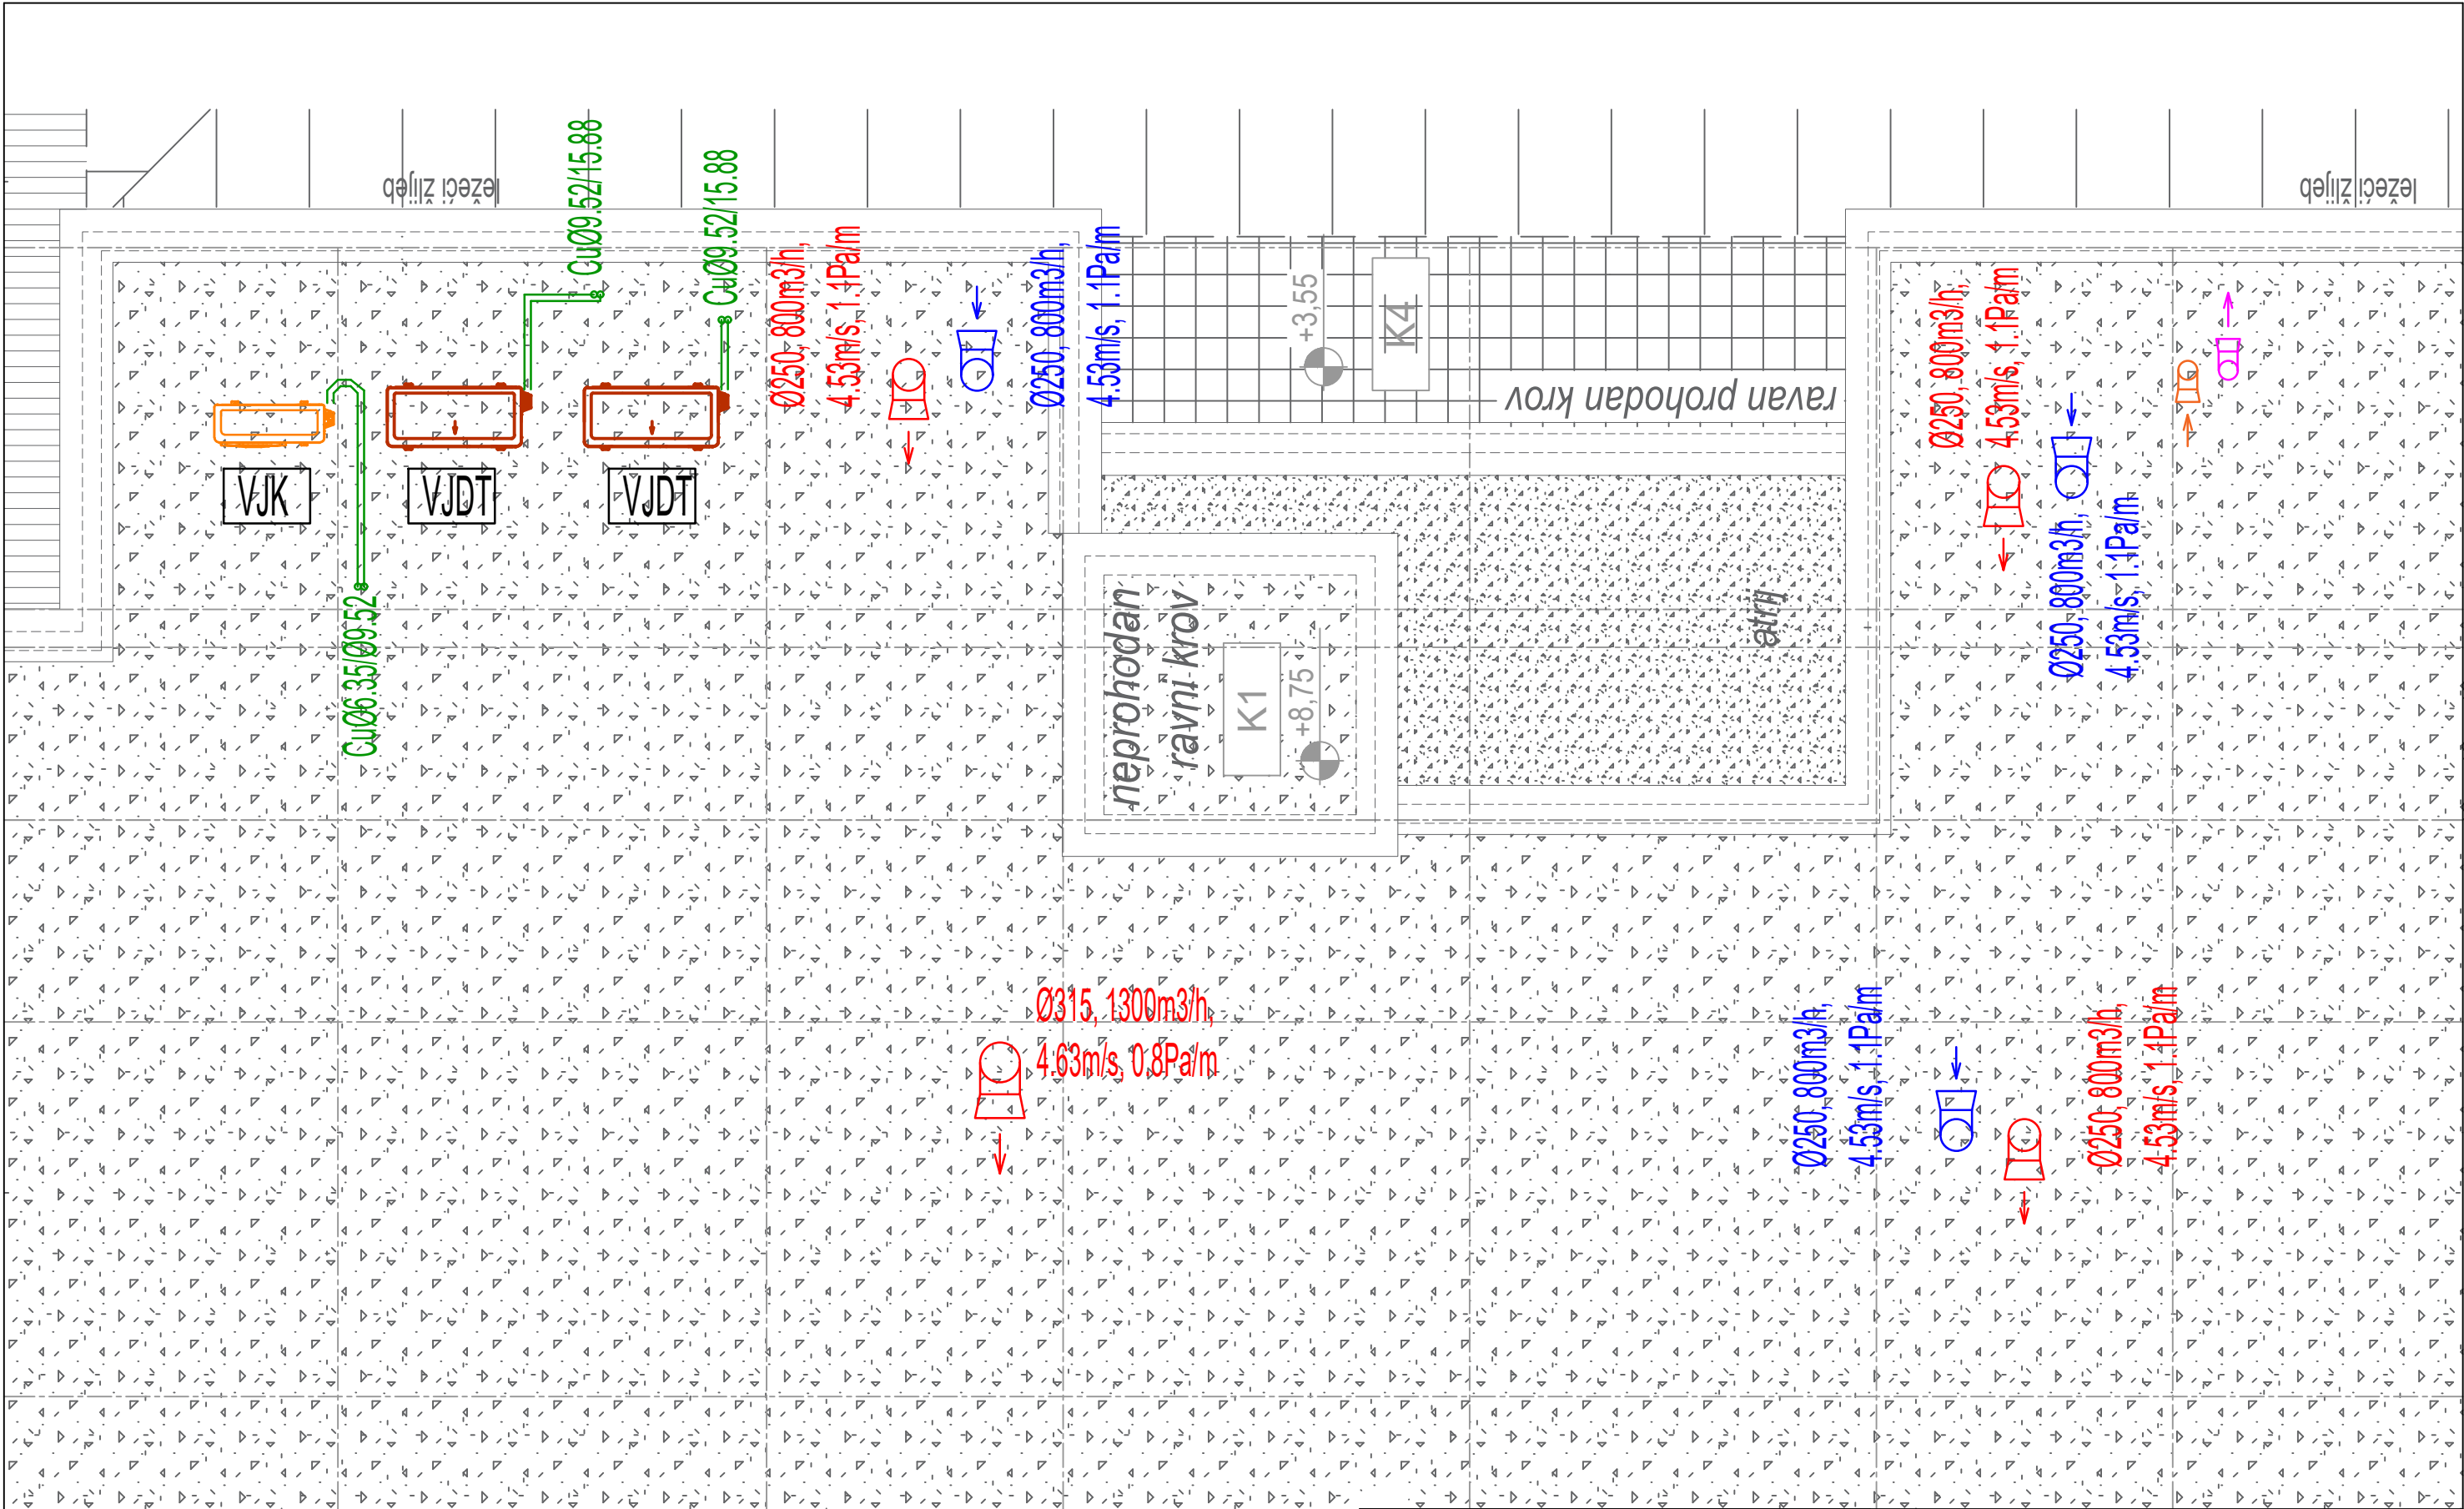 ležeći žlijeb
ležeći žlijeb
CuØ9.52/15.88
CuØ9.52/15.88
Ø250, 800m3/h,
4.53m/s, 1.1Pa/m
Ø250, 800m3/h,
4.53m/s, 1.1Pa/m
+3,55
K4
ravan prohodan krov
Ø250, 800m3/h,
4.53m/s, 1.1Pa/m
VJK
VJDT
VJDT
Ø250, 800m3/h,
4.53m/s, 1.1Pa/m
CuØ6.35/Ø9.52
neprohodan
ravni krov
K1
+8,75
atrij
Ø315, 1300m3/h,
4.63m/s, 0.8Pa/m
Ø250, 800m3/h,
4.53m/s, 1.1Pa/m
Ø250, 800m3/h,
4.53m/s, 1.1Pa/m